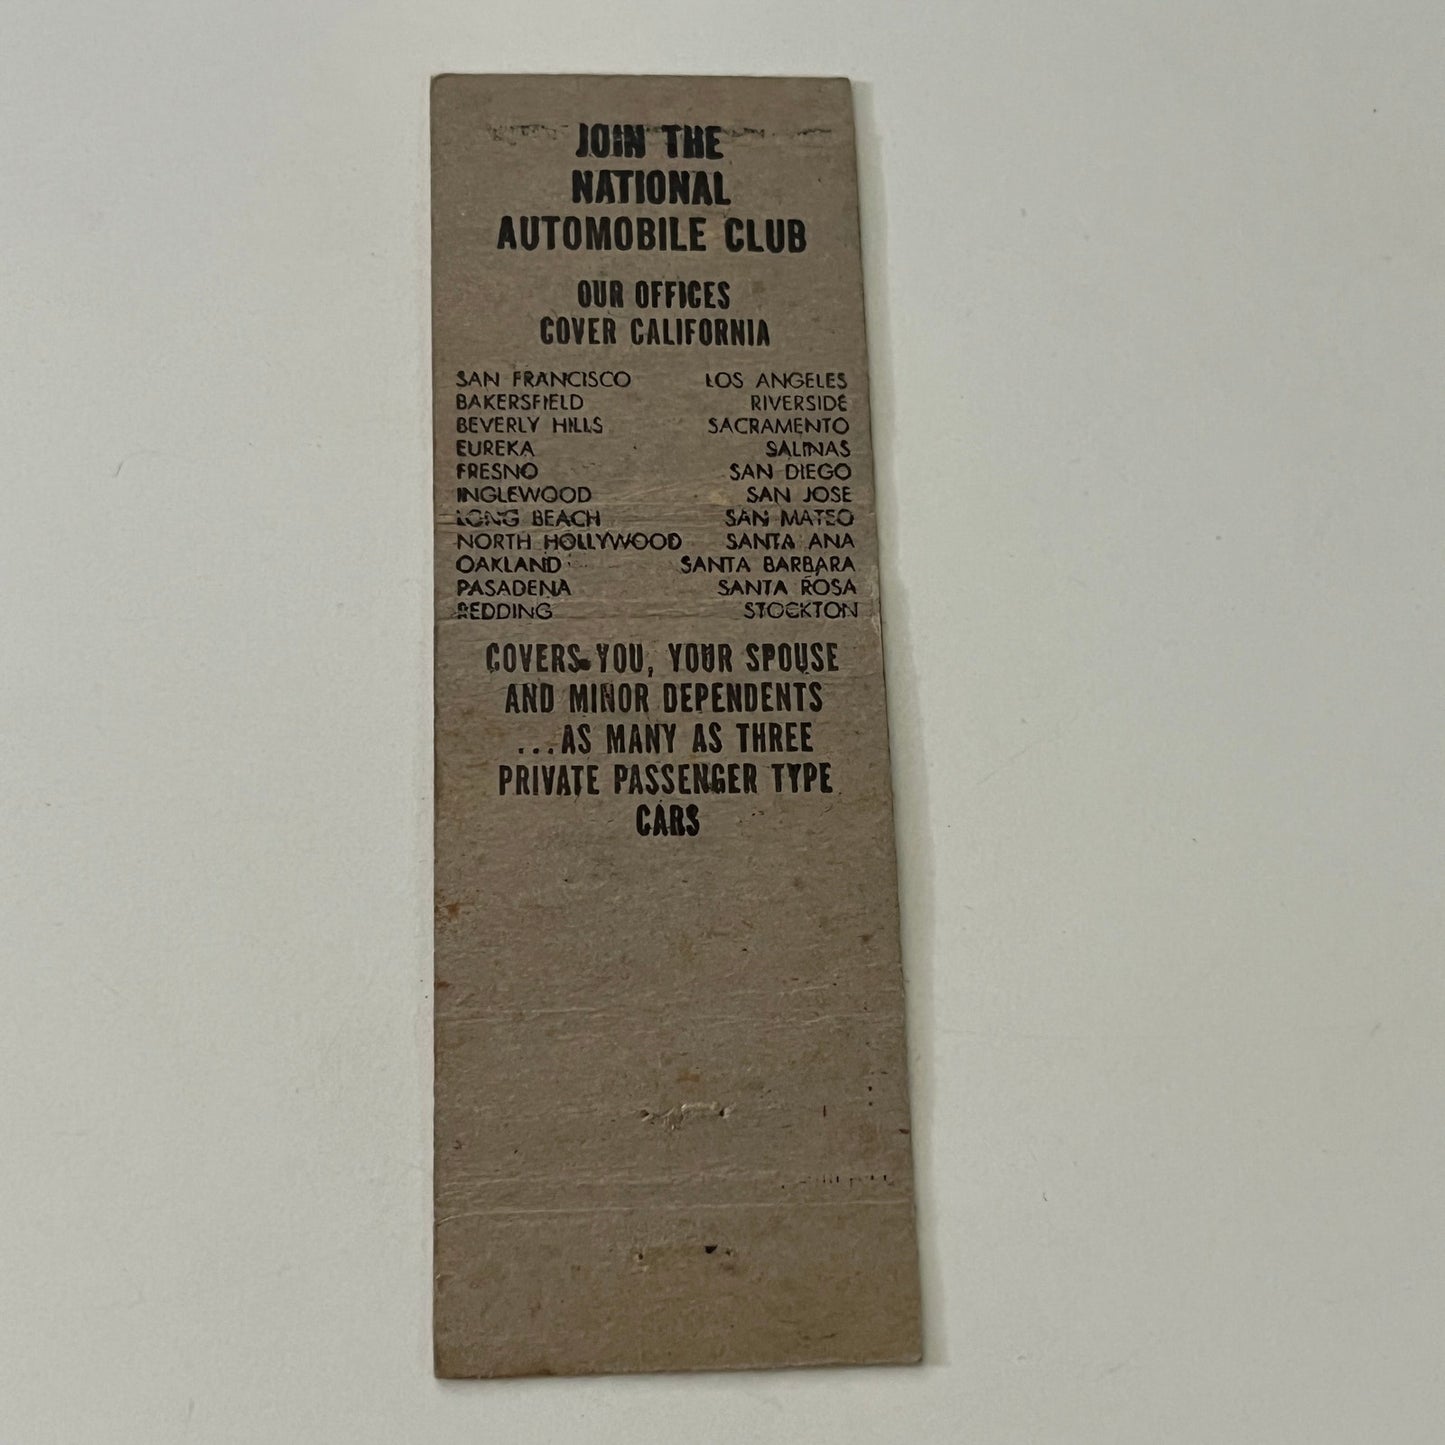 JOIN THE
NATIONAL
AUTOMOBILE CLUB
OUR OFFICES
COVER CALIFORNIA
SAN FRANCISCO LOS ANGELES
BAKERSFIELD RIVERSIDE
BEVERLY HILLS SACRAMENTO
EUREKA SALINAS
FRESNO SAN DIEGO
INGLEWOOD SAN JOSE
LONG BEACH SAN MATEO
NORTH HOLLYWOOD SANTA ANA
OAKLAND SANTA BARBARA
PASADENA SANTA ROSA
REDDING STOCKTON
COVERS YOU, YOUR SPOUSE
AND MINOR DEPENDENTS
...AS MANY AS THREE
PRIVATE PASSENGER TYPE
CARS